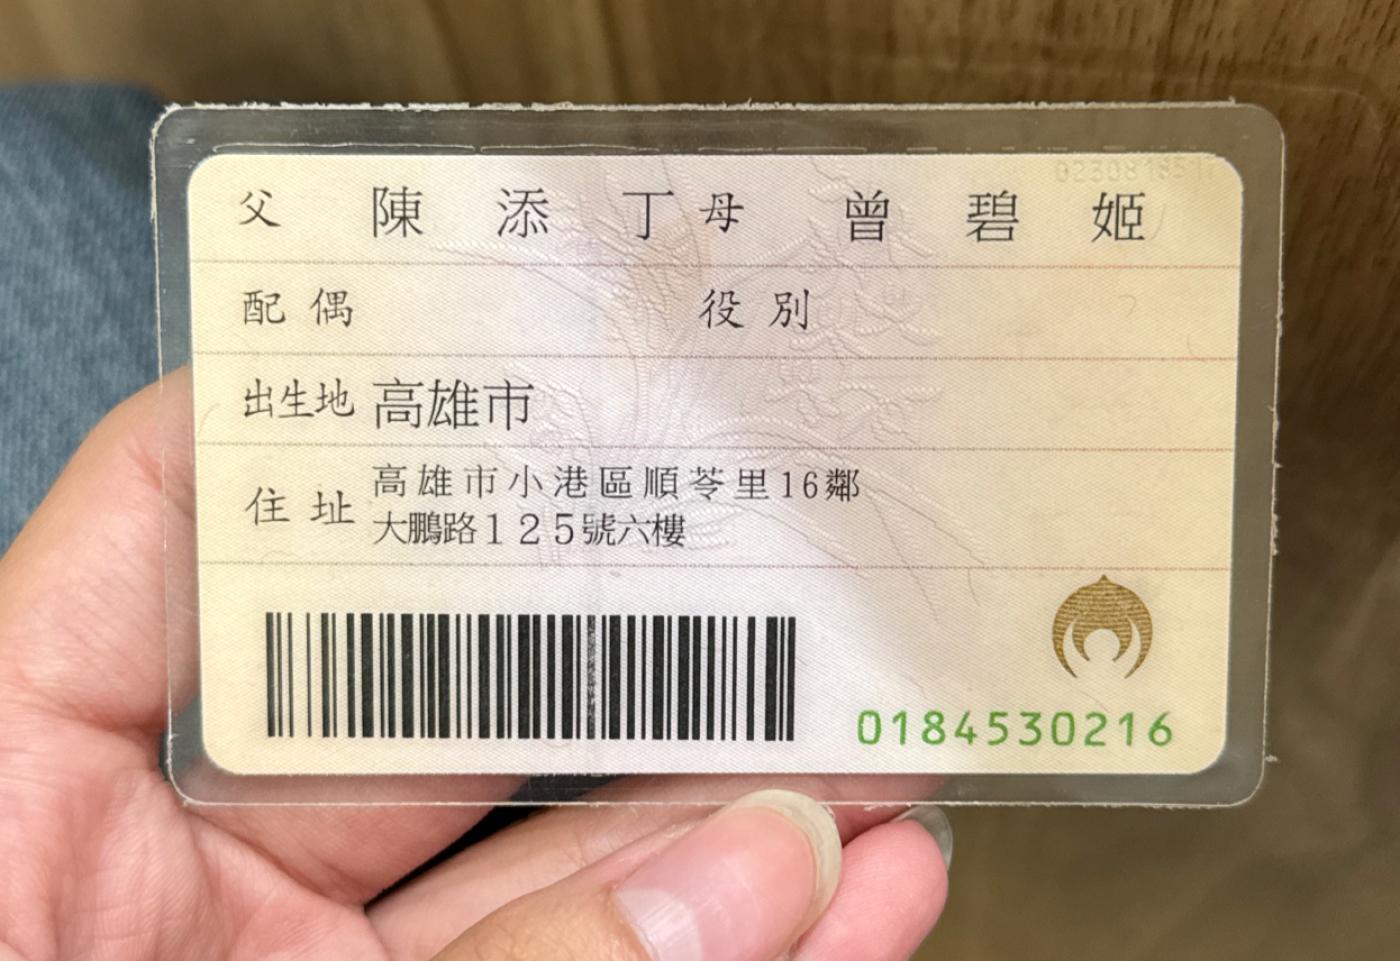 父 陳添丁 母 曾碧姬
配偶 役別
出生地 高雄市
住址 高雄市小港區順苓里16鄰
大鵬路125號六樓
0184530216